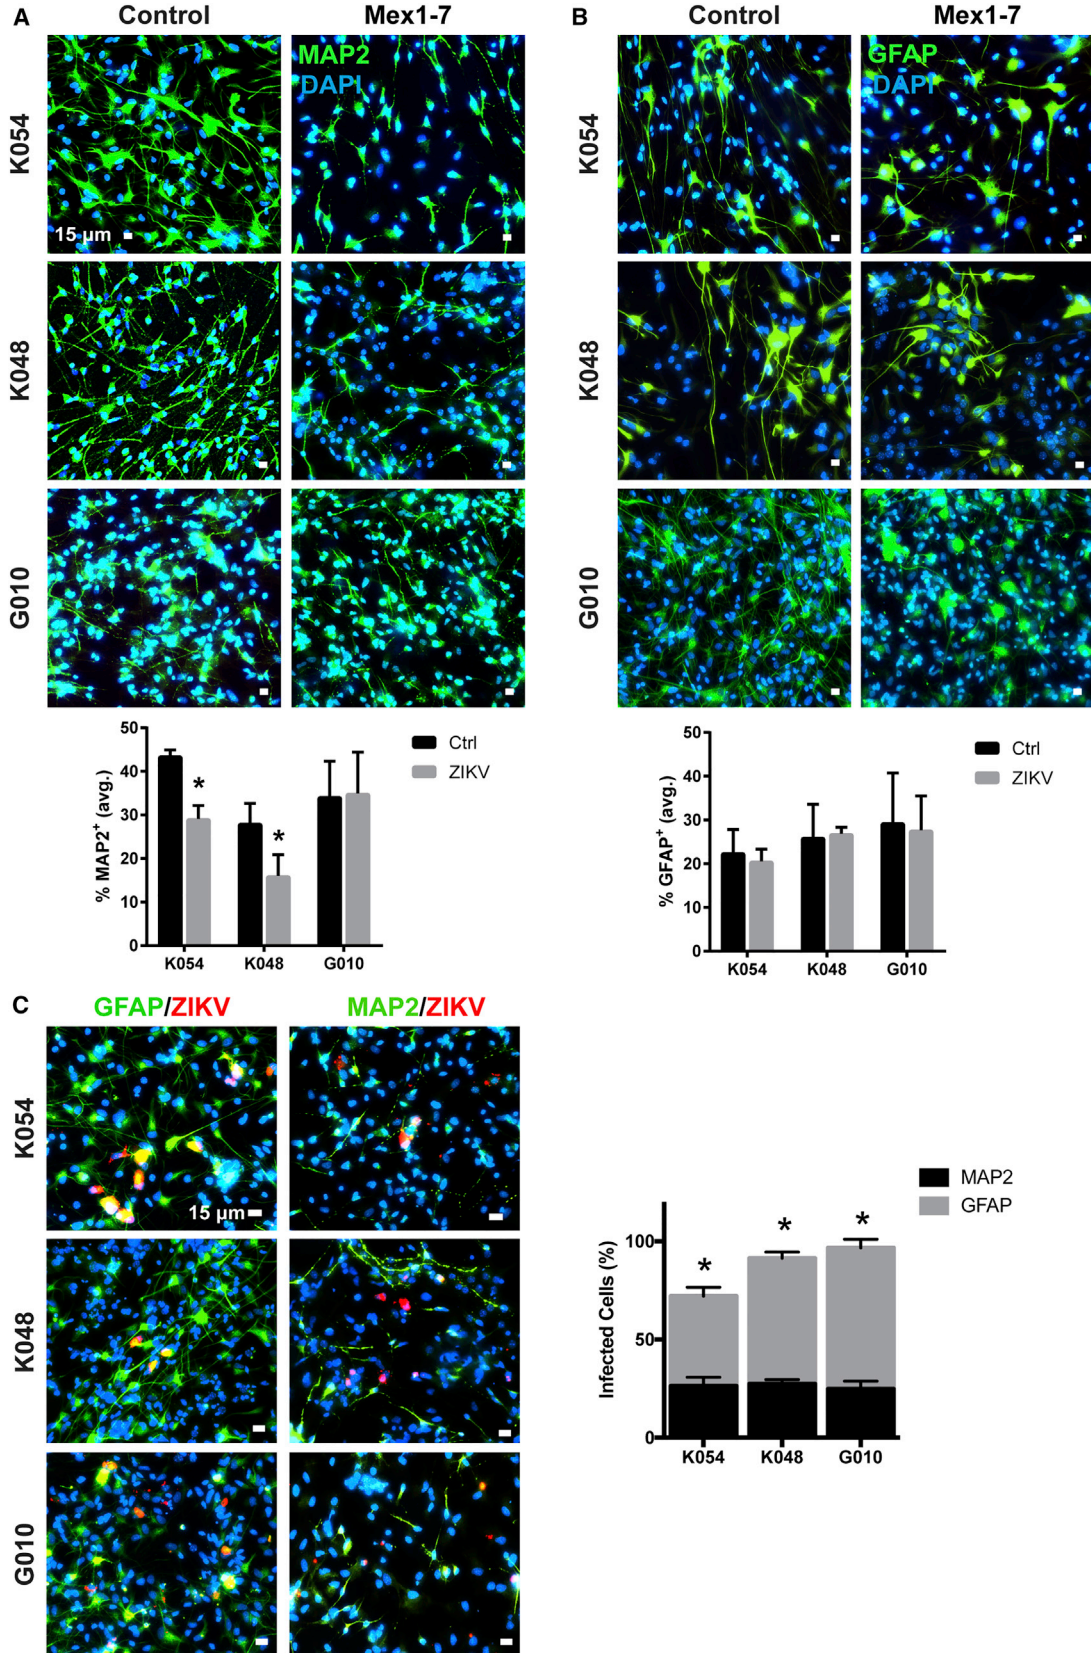 A
Control
Mex1-7
K054
MAP2
DAPI
15 µm
K048
G010
50
40
30
20
10
0
% MAP2+ (avg.)
*
*
Ctrl
ZIKV
K054
K048
G010
B
Control
Mex1-7
K054
GFAP
DAPI
K048
G010
50
40
30
20
10
0
% GFAP+ (avg.)
Ctrl
ZIKV
K054
K048
G010
C
GFAP/ZIKV
MAP2/ZIKV
K054
15 µm
K048
G010
MAP2
GFAP
100
50
0
Infected Cells (%)
*
*
*
K054
K048
G010